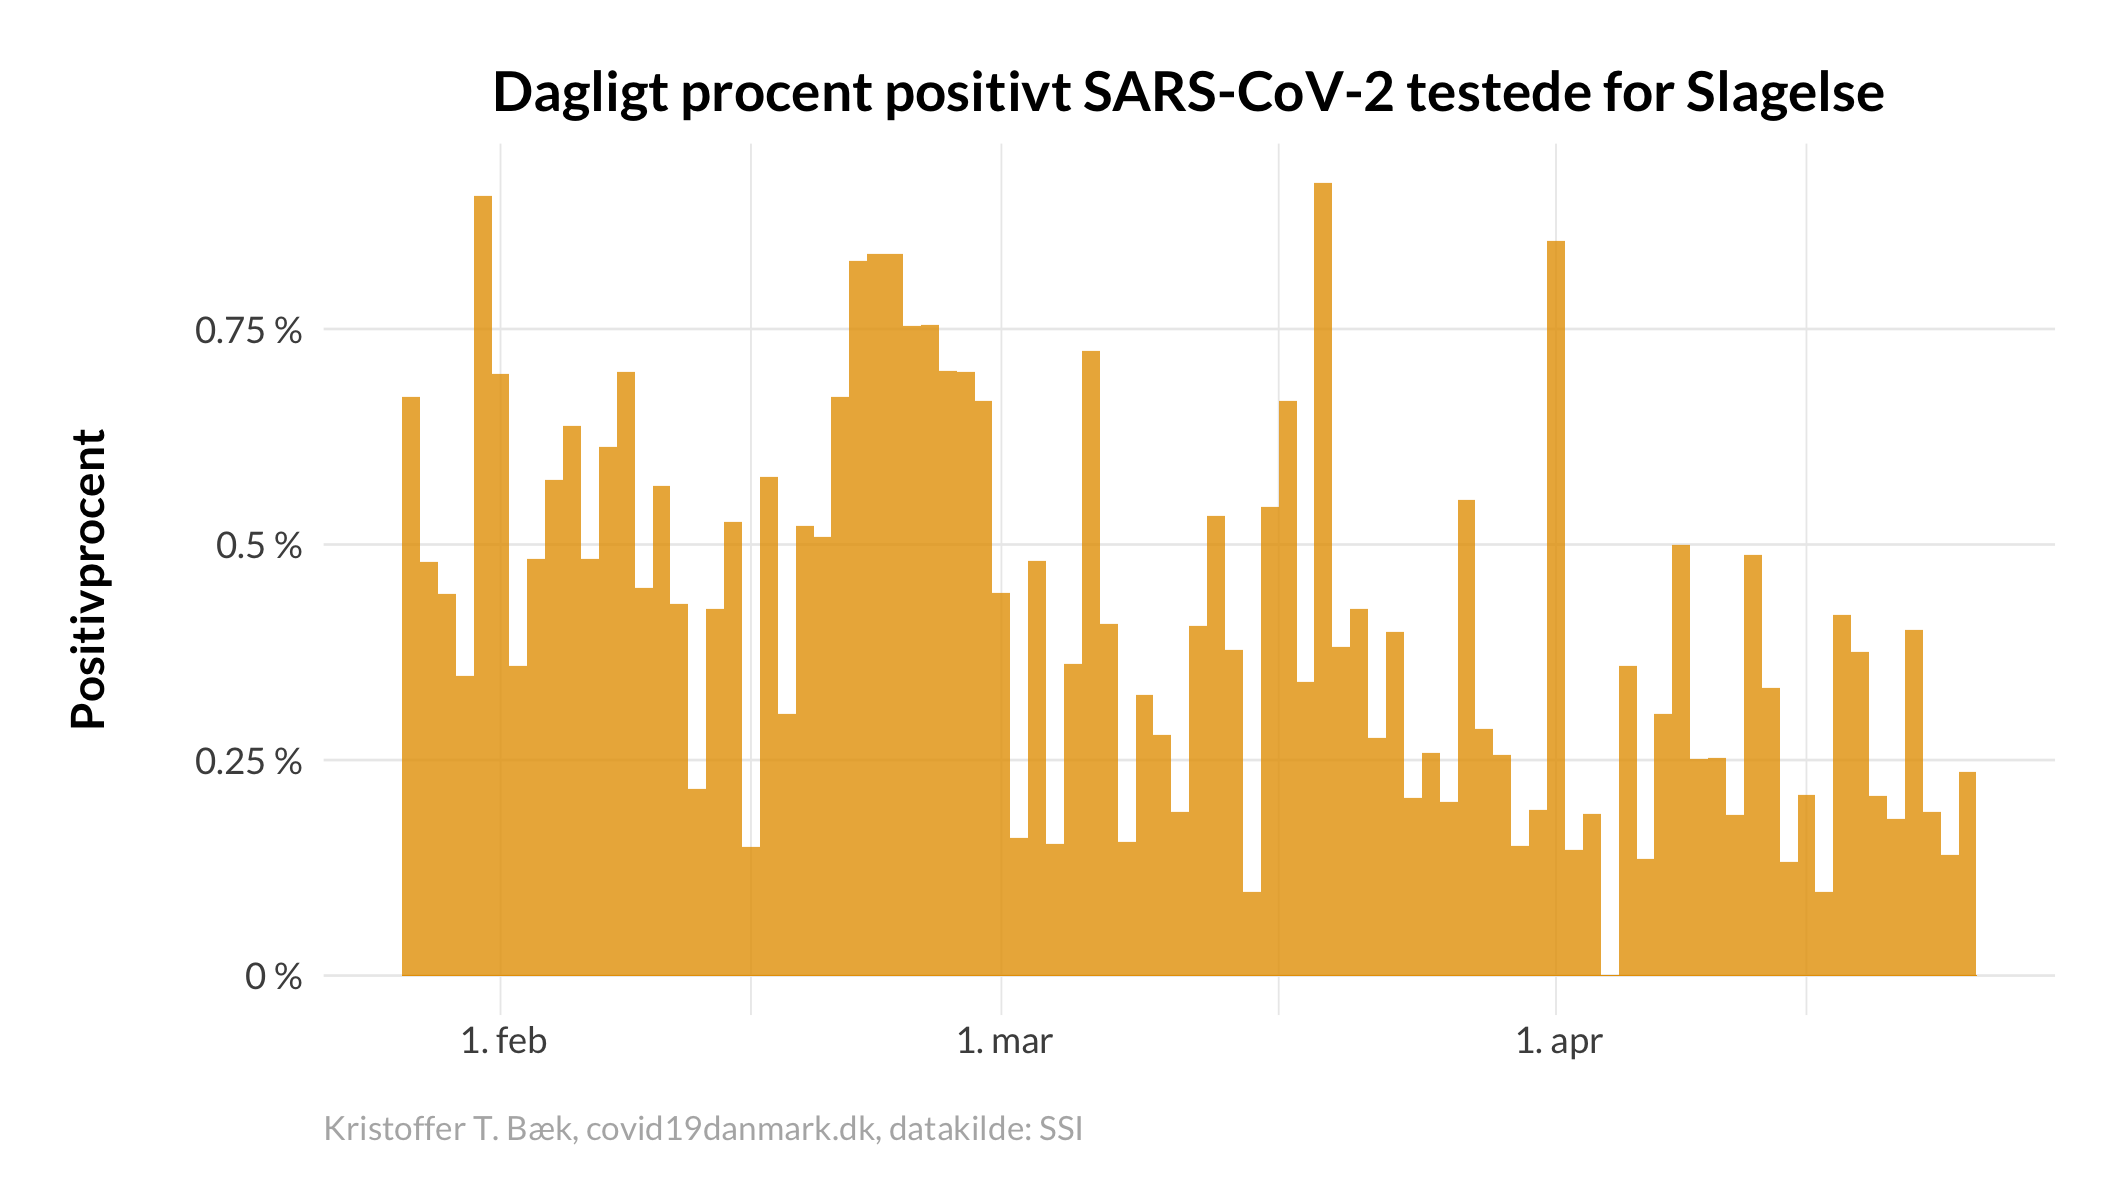 Dagligt procent positivt SARS-CoV-2 testede for Slagelse
Positivprocent
0.75 %
0.5 %
0.25 %
0 %
1. feb
1. mar
1. apr
Kristoffer T. Bæk, covid19danmark.dk, datakilde: SSI